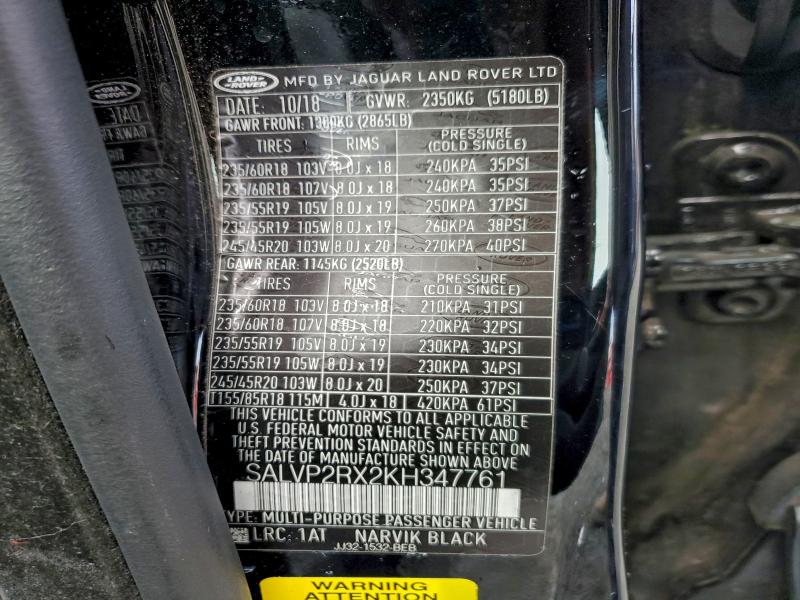 LAND-ROVER MFD BY JAGUAR LAND ROVER LTD
DATE: 10/18 GVWR: 2350KG (5180LB)
GAWR FRONT: 1300KG (2865LB)
TIRES RIMS PRESSURE (COLD SINGLE)
235/60R18 103V 8.0J x 18 240KPA 35PSI
235/60R18 107V 8.0J x 18 240KPA 35PSI
235/55R19 105V 8.0J x 19 250KPA 37PSI
235/55R19 105W 8.0J x 19 260KPA 38PSI
245/45R20 103W 8.0J x 20 270KPA 40PSI
GAWR REAR: 1145KG (2520LB)
TIRES RIMS PRESSURE (COLD SINGLE)
235/60R18 103V 8.0J x 18 210KPA 31PSI
235/60R18 107V 8.0J x 18 220KPA 32PSI
235/55R19 105V 8.0J x 19 230KPA 34PSI
235/55R19 105W 8.0J x 19 230KPA 34PSI
245/45R20 103W 8.0J x 20 250KPA 37PSI
T155/85R18 115M 4.0J x 18 420KPA 61PSI
THIS VEHICLE CONFORMS TO ALL APPLICABLE
U.S. FEDERAL MOTOR VEHICLE SAFETY AND
THEFT PREVENTION STANDARDS IN EFFECT ON
THE DATE OF MANUFACTURE SHOWN ABOVE
SALVP2RX2KH347761
TYPE: MULTI-PURPOSE PASSENGER VEHICLE
LRC: 1AT NARVIK BLACK
JJ32-1532-BEB
WARNING
ATTENTION